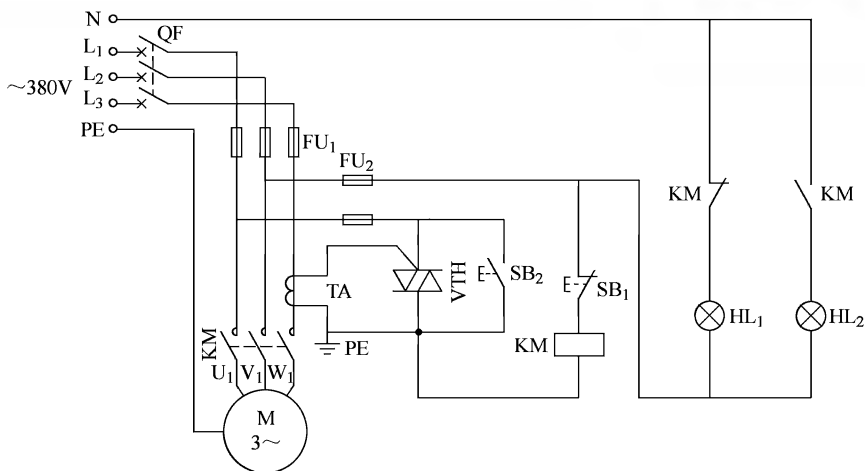 N
L₁
QF
L₂
~380V
L₃
PE
FU₁
FU₂
KM
KM
TA
VTH
SB₂
SB₁
HL₁
HL₂
KM
PE
KM
U₁
V₁
W₁
M
3~